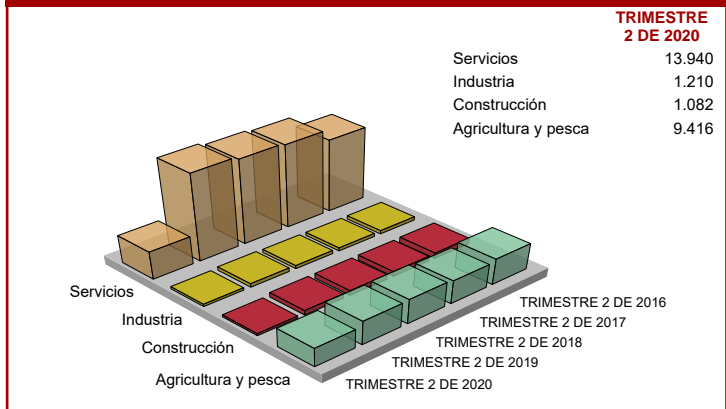 TRIMESTRE
2 DE 2020
Servicios 13.940
Industria 1.210
Construcción 1.082
Agricultura y pesca 9.416
Servicios
Industria
Construcción
Agricultura y pesca
TRIMESTRE 2 DE 2016
TRIMESTRE 2 DE 2017
TRIMESTRE 2 DE 2018
TRIMESTRE 2 DE 2019
TRIMESTRE 2 DE 2020